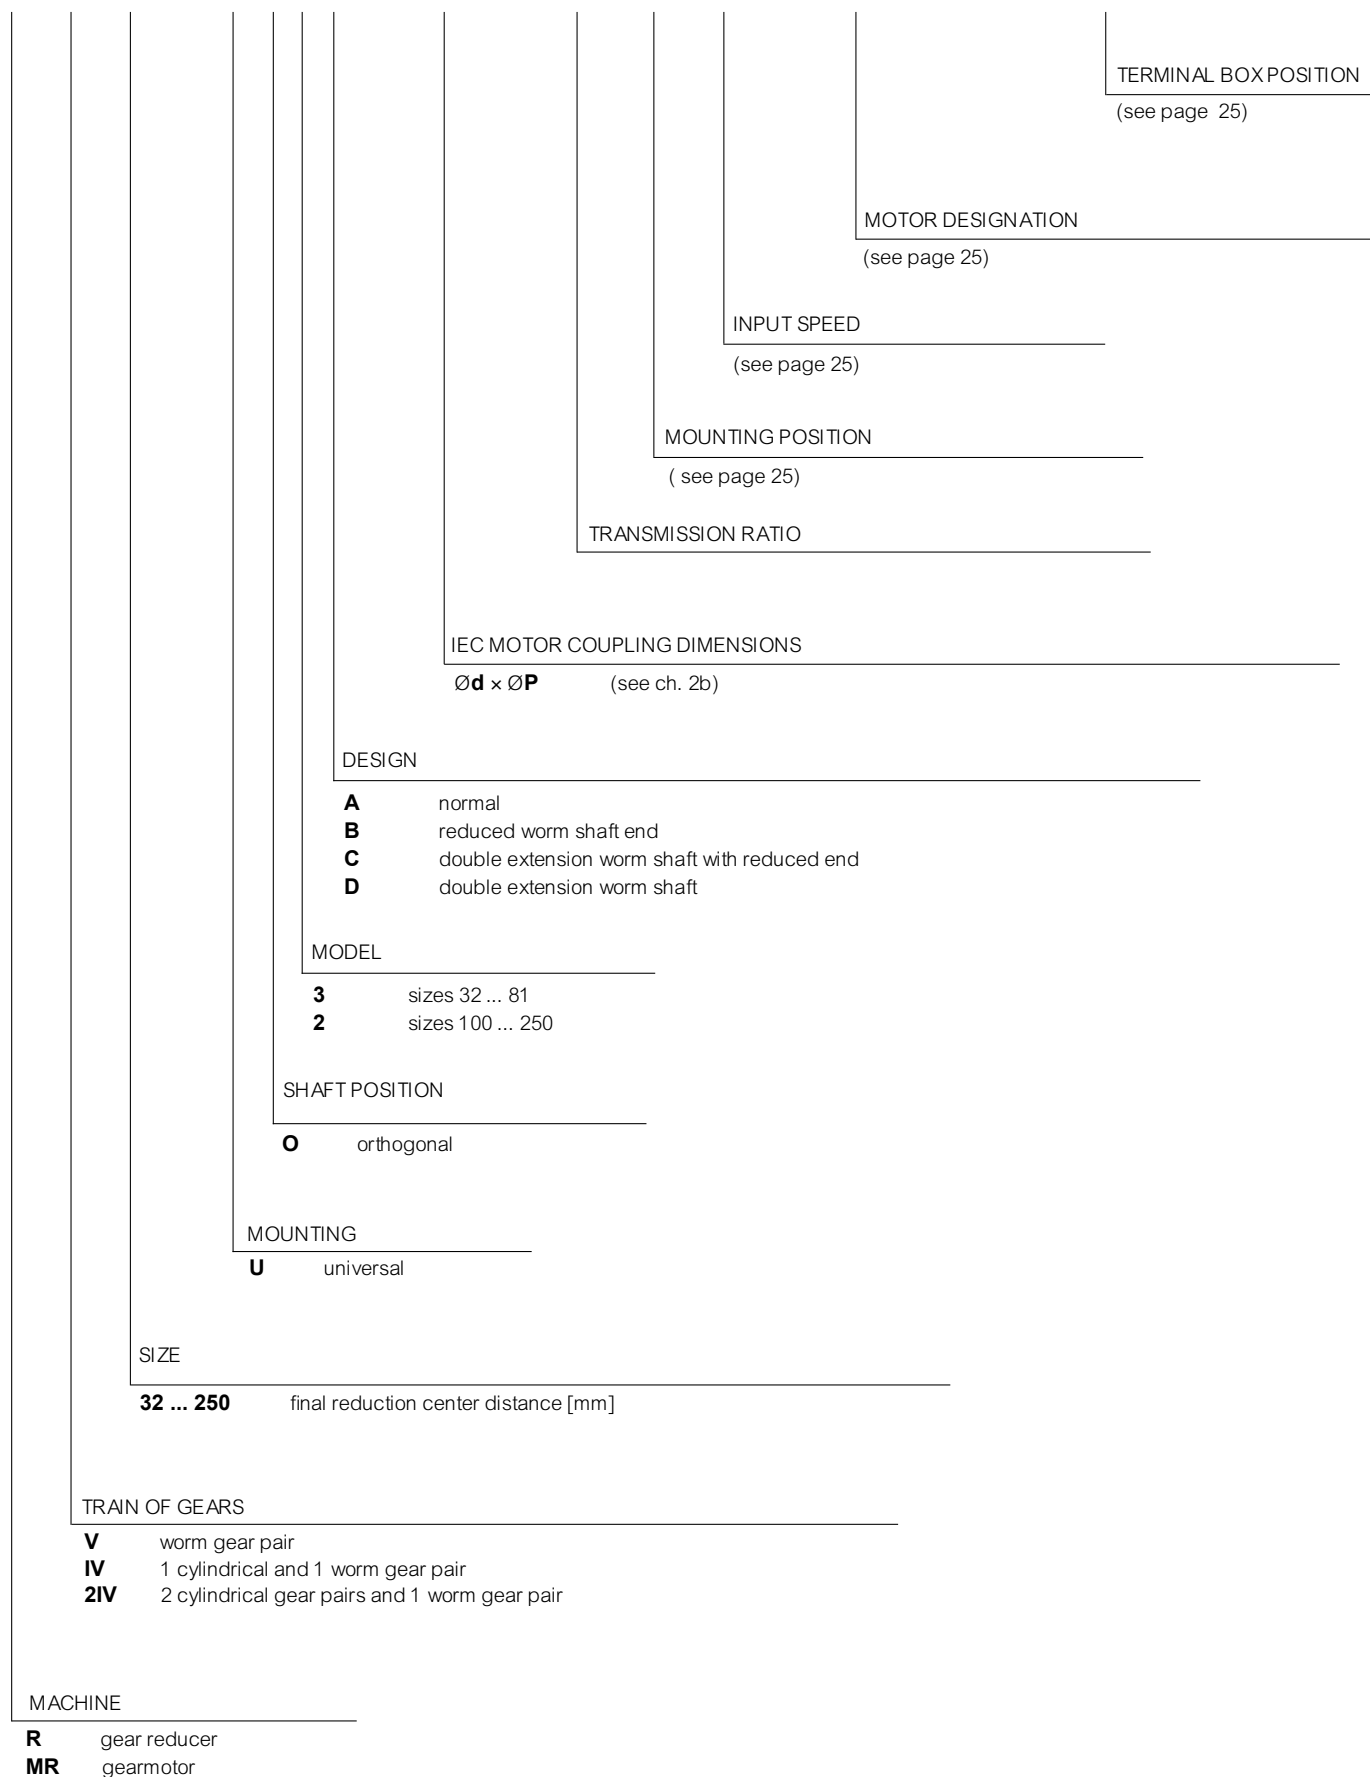 TERMINAL BOX POSITION
(see page 25)
MOTOR DESIGNATION
(see page 25)
INPUT SPEED
(see page 25)
MOUNTING POSITION
( see page 25)
TRANSMISSION RATIO
IEC MOTOR COUPLING DIMENSIONS
Ød × ØP (see ch. 2b)
DESIGN
A normal
B reduced worm shaft end
C double extension worm shaft with reduced end
D double extension worm shaft
MODEL
3 sizes 32 ... 81
2 sizes 100 ... 250
SHAFT POSITION
O orthogonal
MOUNTING
U universal
SIZE
32 ... 250 final reduction center distance [mm]
TRAIN OF GEARS
V worm gear pair
IV 1 cylindrical and 1 worm gear pair
2IV 2 cylindrical gear pairs and 1 worm gear pair
MACHINE
R gear reducer
MR gearmotor